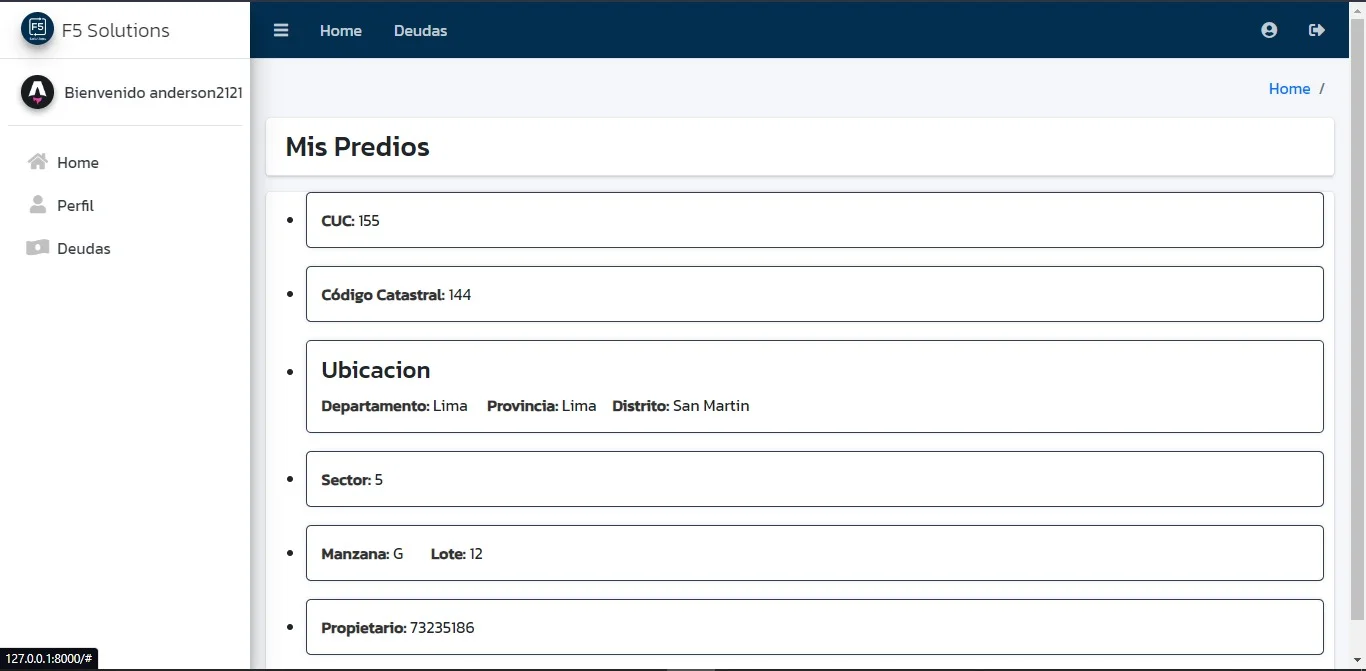 F5 Solutions
Home Deudas
Bienvenido anderson2121
Home /
Home
Perfil
Deudas
Mis Predios
CUC: 155
Código Catastral: 144
Ubicacion
Departamento: Lima Provincia: Lima Distrito: San Martin
Sector: 5
Manzana: G Lote: 12
Propietario: 73235186
127.0.0.1:8000/#